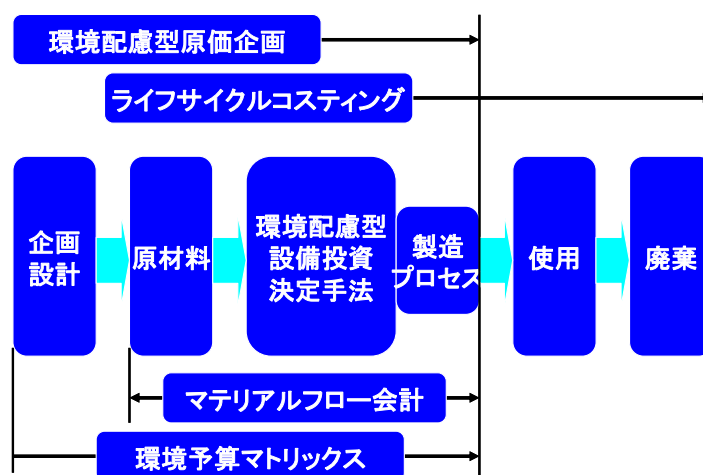 環境配慮型原価企画
ライフサイクルコスティング
企画
設計
原材料
環境配慮型
設備投資
決定手法
製造
プロセス
使用
廃棄
マテリアルフロー会計
環境予算マトリックス